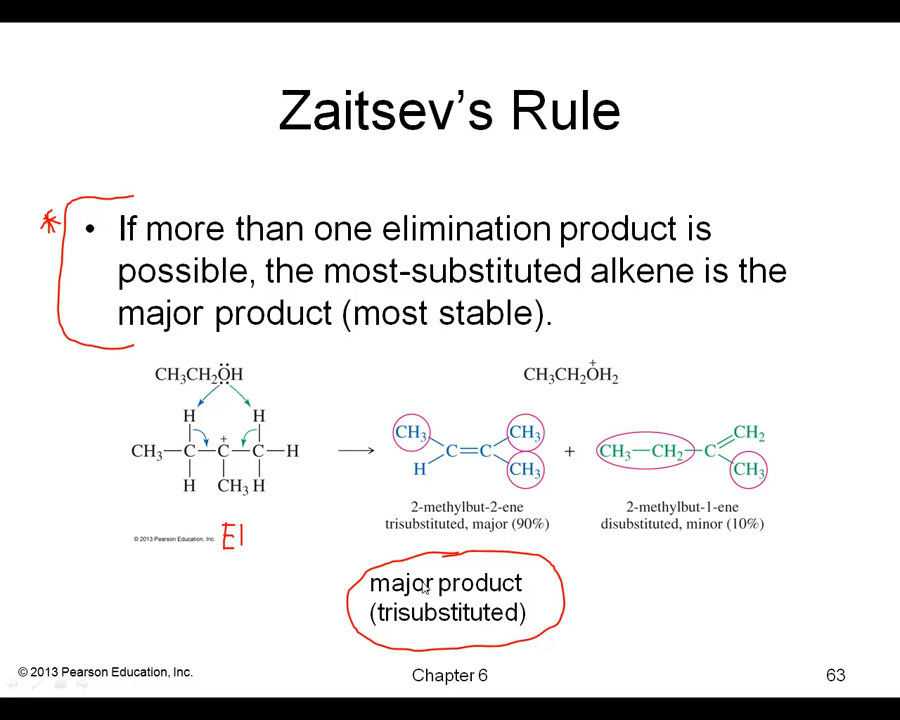 Zaitsev's Rule
* • If more than one elimination product is
possible, the most-substituted alkene is the
major product (most stable).
CH₃CH₂ÖH
CH₃CH₂ÖH₂
+
H H
CH₃—C—C—C—H
+
H CH₃ H
CH₃ CH₃
C=C
H CH₃
+
CH₃—CH₂—C
CH₂
CH₃
2-methylbut-2-ene
trisubstituted, major (90%)
2-methylbut-1-ene
disubstituted, minor (10%)
© 2013 Pearson Education, Inc.
E1
major product
(trisubstituted)
© 2013 Pearson Education, Inc.
Chapter 6
63